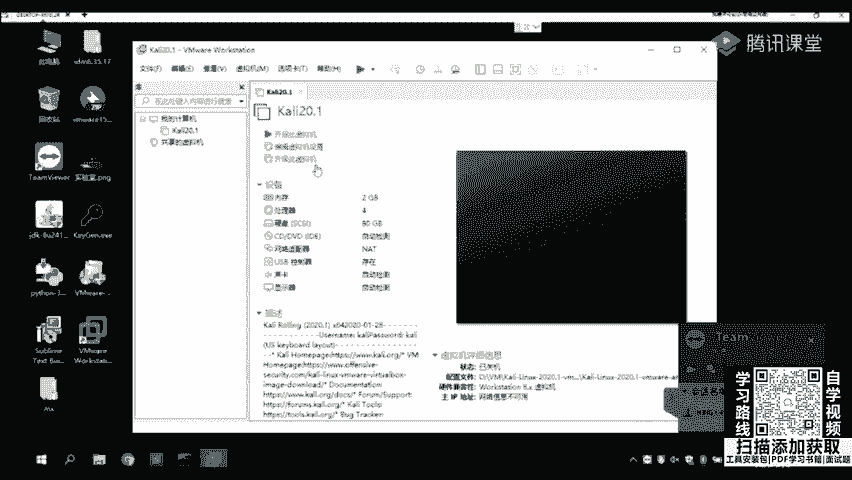 Kali20.1 - VMware Workstation
腾讯课堂
文件(F) 编辑(E) 查看(V) 虚拟机(M) 选项卡(T) 帮助(H)
此电脑
vdm6.35.17
Kali20.1
在此处键入内容进行搜索
我的计算机
Kali20.1
共享的虚拟机
Kali20.1
开启此虚拟机
编辑虚拟机设置
升级此虚拟机
回收站
vmware15...
TeamViewer
实验室.png
jdk-8u241...
KeyGen.exe
python-3....
VMware-...
Sublime Text Bu...
VMware Workstati...
设备
内存 2 GB
处理器 4
硬盘 (SCSI) 80 GB
CD/DVD (IDE) 自动检测
网络适配器 NAT
USB 控制器 存在
声卡 自动检测
显示器 自动检测
描述
Kali Rolling (2020.1) x64
2020-01-28
Username: kali
Password: kali
(US keyboard layout)
* Kali Homepage:
https://www.kali.org/
* VM Homepage:
https://www.offensive-security.com/kali-linux-vmware-virtualbox-image-download/
* Documentation:
https://www.kali.org/docs/
* Forum/Support:
https://forums.kali.org/
* Kali Tools:
https://tools.kali.org/
* Bug Tracker:
虚拟机详细信息
状态: 已关机
配置文件: D:\VM\Kali-Linux-2020.1-vm...\Kali-Linux-2020.1-vmware-am
硬件兼容性: Workstation 8.x 虚拟机
主 IP 地址: 网络信息不可用
Team
学习路线
自学视频
扫描添加获取
工具安装包|PDF学习书籍|面试题